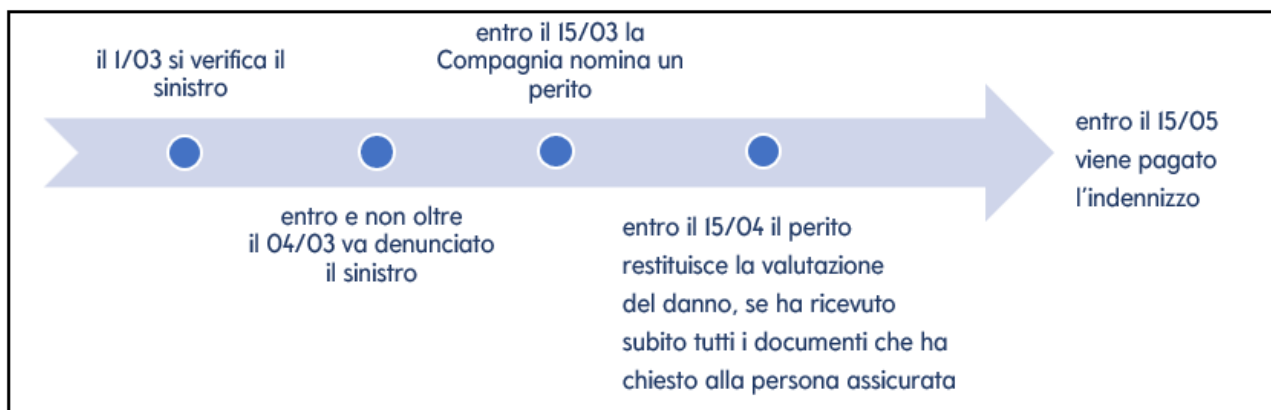 il 1/03 si verifica il
sinistro
entro e non oltre
il 04/03 va denunciato
il sinistro
entro il 15/03 la
Compagnia nomina un
perito
entro il 15/04 il perito
restituisce la valutazione
del danno, se ha ricevuto
subito tutti i documenti che ha
chiesto alla persona assicurata
entro il 15/05
viene pagato
l'indennizzo